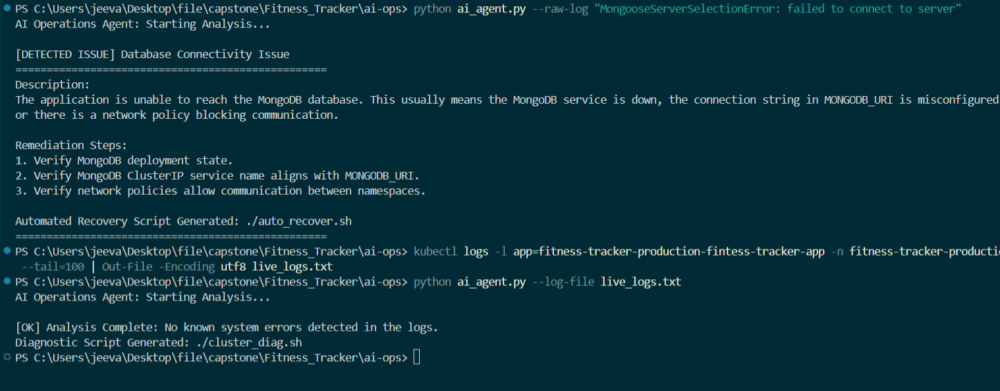 PS C:\Users\jeeva\Desktop\file\capstone\Fitness_Tracker\ai-ops> python ai_agent.py --raw-log "MongooseServerSelectionError: failed to connect to server"
AI Operations Agent: Starting Analysis...
[DETECTED ISSUE] Database Connectivity Issue
==================================================
Description:
The application is unable to reach the MongoDB database. This usually means the MongoDB service is down, the connection string in MONGODB_URI is misconfigured
or there is a network policy blocking communication.
Remediation Steps:
1. Verify MongoDB deployment state.
2. Verify MongoDB ClusterIP service name aligns with MONGODB_URI.
3. Verify network policies allow communication between namespaces.
Automated Recovery Script Generated: ./auto_recover.sh
==================================================
PS C:\Users\jeeva\Desktop\file\capstone\Fitness_Tracker\ai-ops> kubectl logs -l app=fitness-tracker-production-fintess-tracker-app -n fitness-tracker-productio
--tail=100 | Out-File -Encoding utf8 live_logs.txt
PS C:\Users\jeeva\Desktop\file\capstone\Fitness_Tracker\ai-ops> python ai_agent.py --log-file live_logs.txt
AI Operations Agent: Starting Analysis...
[OK] Analysis Complete: No known system errors detected in the logs.
Diagnostic Script Generated: ./cluster_diag.sh
PS C:\Users\jeeva\Desktop\file\capstone\Fitness_Tracker\ai-ops>